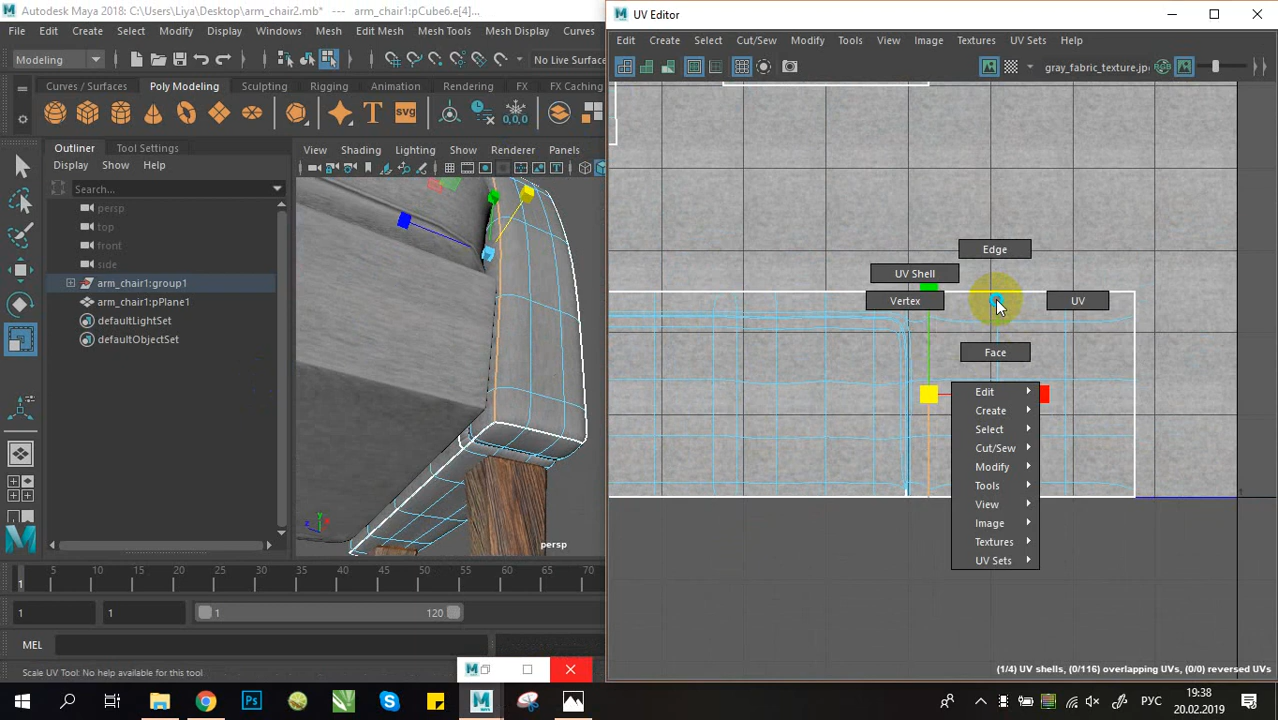 Autodesk Maya 2018: C:\Users\Liya\Desktop\arm_chair2.mb* --- arm_chair1:pCube6.e[4]...
UV Editor
File Edit Create Select Modify Display Windows Mesh Edit Mesh Mesh Tools Mesh Display Curves
Edit Create Select Cut/Sew Modify Tools View Image Textures UV Sets Help
Modeling
No Live Surface
gray_fabric_texture.jp
Curves / Surfaces Poly Modeling Sculpting Rigging Animation Rendering FX FX Caching
svg
0,0,0
Outliner Tool Settings
View Shading Lighting Show Renderer Panels
Display Show Help
Search...
persp
top
front
side
arm_chair1:group1
arm_chair1:pPlane1
defaultLightSet
defaultObjectSet
Edge
UV Shell
Vertex
UV
Face
Edit
Create
Select
Cut/Sew
Modify
Tools
View
Image
Textures
UV Sets
persp
5 10 15 20 25 30 35 40 45 50 55 60 65 70
1
1 1 1 120
MEL
Scale UV Tool: No help available for this tool
(1/4) UV shells, (0/116) overlapping UVs, (0/0) reversed UVs
РУС
19:38
20.02.2019